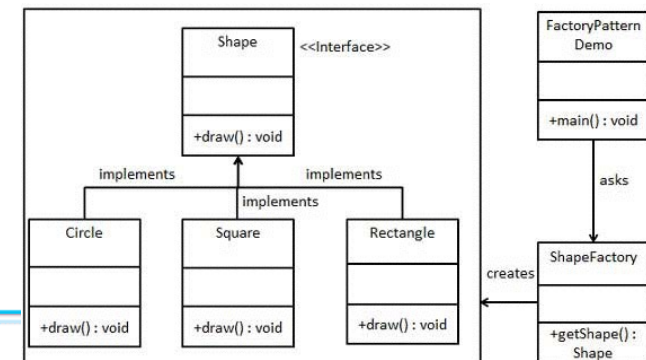 Shape
<<Interface>>
+draw() : void
implements
implements
implements
Circle
+draw() : void
Square
+draw() : void
Rectangle
+draw() : void
FactoryPattern
Demo
+main() : void
asks
creates
ShapeFactory
+getShape() :
Shape